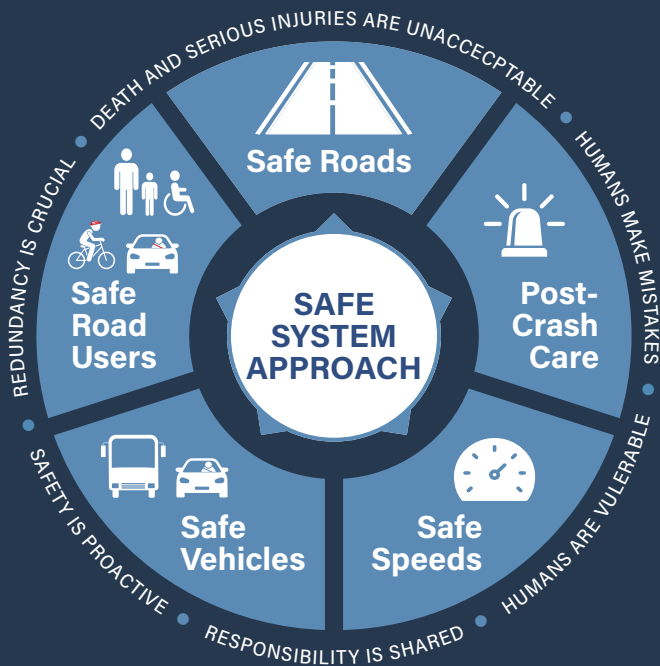 DEATH AND SERIOUS INJURIES ARE UNACCECPTABLE
HUMANS MAKE MISTAKES
HUMANS ARE VULERABLE
RESPONSIBILITY IS SHARED
SAFETY IS PROACTIVE
REDUNDANCY IS CRUCIAL
Safe Roads
Post-
Crash
Care
Safe
Speeds
Safe
Vehicles
Safe
Road
Users
SAFE
SYSTEM
APPROACH